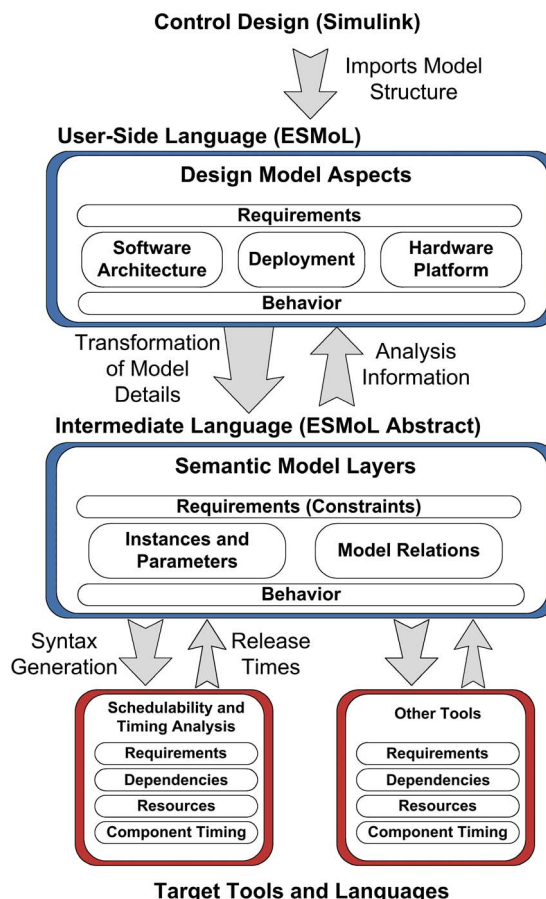 Control Design (Simulink)
Imports Model
Structure
User-Side Language (ESMoL)
Design Model Aspects
Requirements
Software
Architecture
Deployment
Hardware
Platform
Behavior
Transformation
of Model
Details
Analysis
Information
Intermediate Language (ESMoL Abstract)
Semantic Model Layers
Requirements (Constraints)
Instances and
Parameters
Model Relations
Behavior
Syntax
Generation
Release
Times
Schedulability and
Timing Analysis
Requirements
Dependencies
Resources
Component Timing
Other Tools
Requirements
Dependencies
Resources
Component Timing
Target Tools and Languages